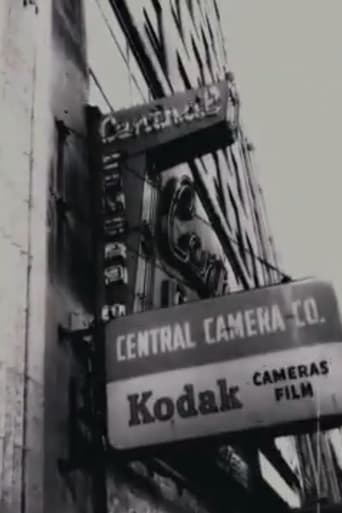 Central
CENTRAL CAMERA CO.
Kodak
CAMERAS
FILM